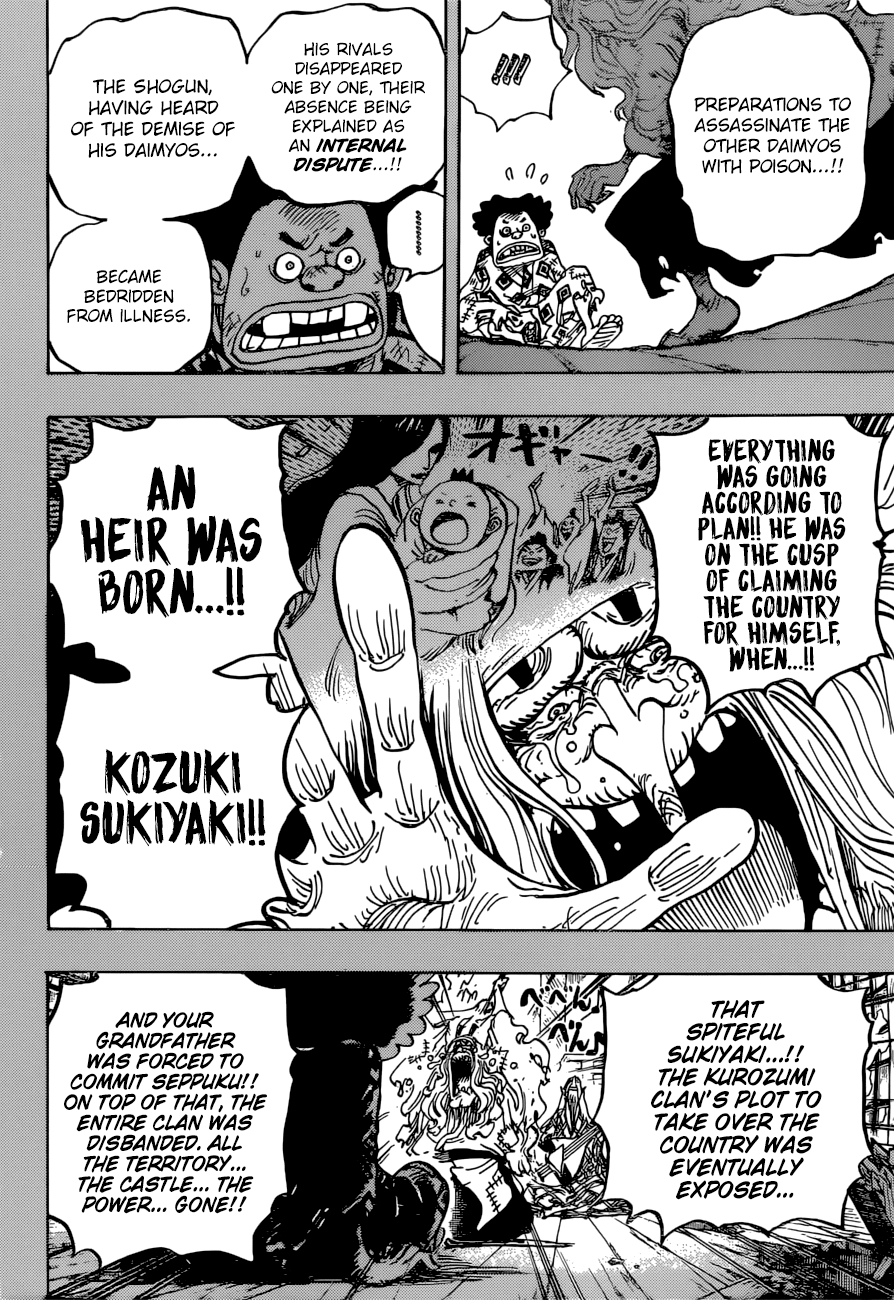 PREPARATIONS TO
ASSASSINATE THE
OTHER DAIMYOS
WITH POISON...!!
!!!
HIS RIVALS
DISAPPEARED
ONE BY ONE, THEIR
ABSENCE BEING
EXPLAINED AS
AN INTERNAL
DISPUTE...!!
THE SHOGUN,
HAVING HEARD
OF THE DEMISE OF
HIS DAIMYOS...
BECAME
BEDRIDDEN
FROM ILLNESS.
EVERYTHING
WAS GOING
ACCORDING TO
PLAN!! HE WAS
ON THE CUSP
OF CLAIMING
THE COUNTRY
FOR HIMSELF,
WHEN...!!
オギャー!!
AN
HEIR WAS
BORN...!!
KOZUKI
SUKIYAKI!!
THAT
SPITEFUL
SUKIYAKI...!!
THE KUROZUMI
CLAN'S PLOT TO
TAKE OVER THE
COUNTRY WAS
EVENTUALLY
EXPOSED...
べべん♪
べん♪
AND YOUR
GRANDFATHER
WAS FORCED TO
COMMIT SEPPUKU!!
ON TOP OF THAT, THE
ENTIRE CLAN WAS
DISBANDED. ALL
THE TERRITORY...
THE CASTLE... THE
POWER... GONE!!